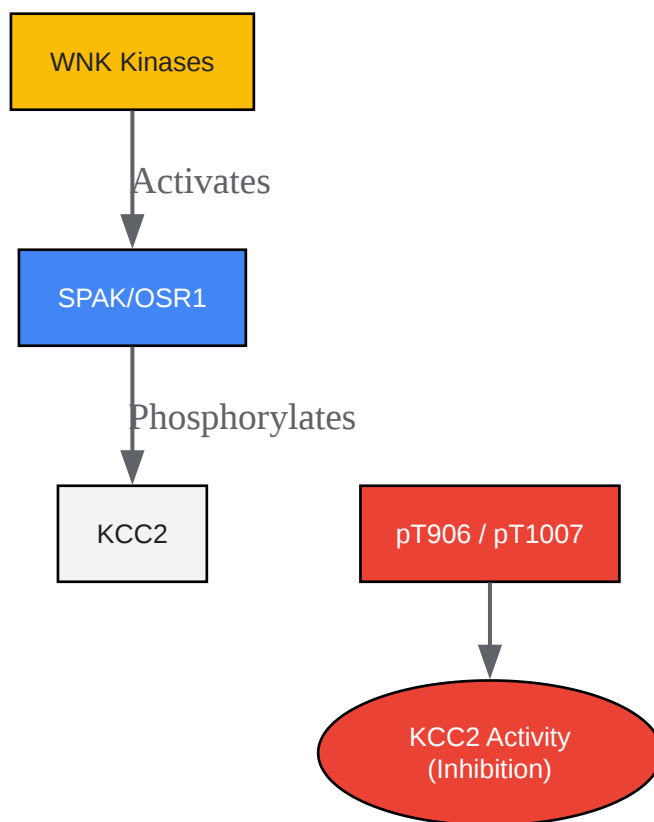 WNK Kinases
Activates
SPAK/OSR1
Phosphorylates
KCC2
pT906 / pT1007
KCC2 Activity
(Inhibition)